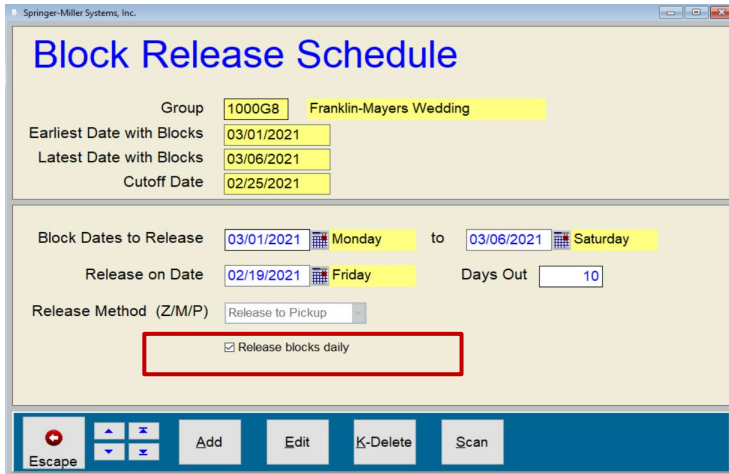 Springer-Miller Systems, Inc.
Block Release Schedule
Group 1000G8 Franklin-Mayers Wedding
Earliest Date with Blocks 03/01/2021
Latest Date with Blocks 03/06/2021
Cutoff Date 02/25/2021
Block Dates to Release 03/01/2021 Monday to 03/06/2021 Saturday
Release on Date 02/19/2021 Friday Days Out 10
Release Method (Z/M/P) Release to Pickup
Release blocks daily
Escape Add Edit K-Delete Scan